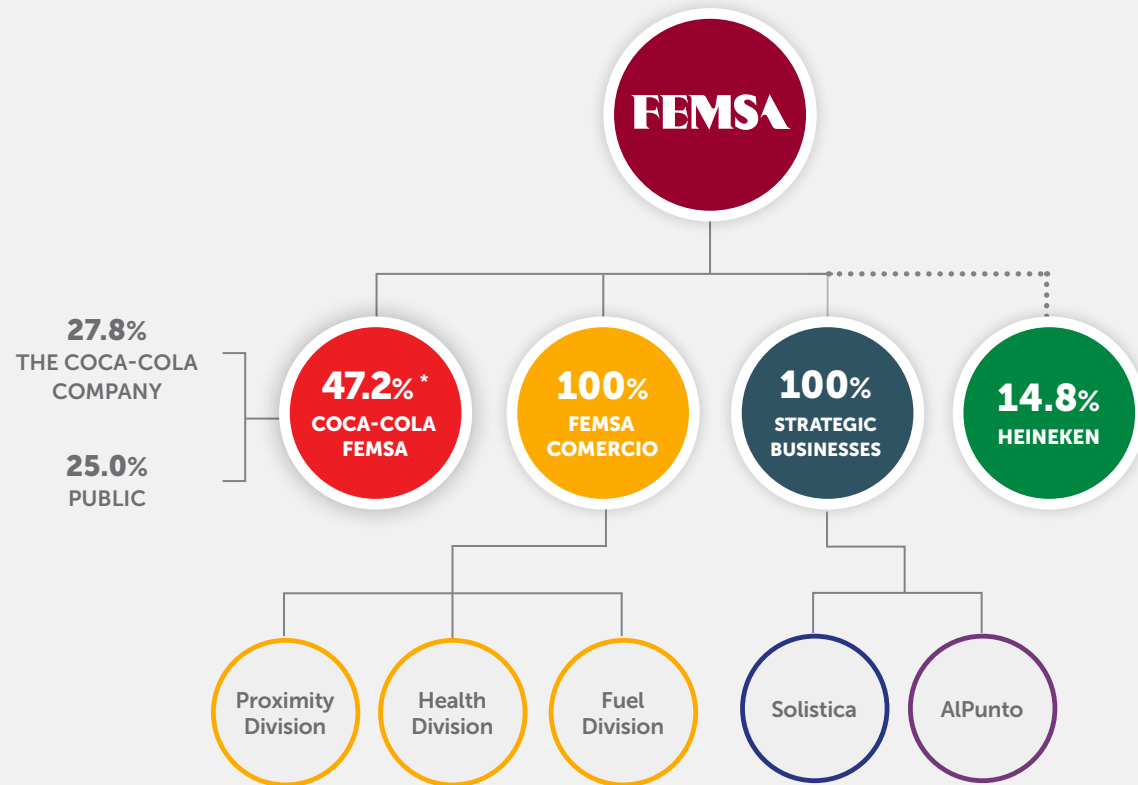 FEMSA
27.8%
THE COCA-COLA
COMPANY
25.0%
PUBLIC
47.2% *
COCA-COLA
FEMSA
100%
FEMSA
COMERCIO
100%
STRATEGIC
BUSINESSES
14.8%
HEINEKEN
Proximity
Division
Health
Division
Fuel
Division
Solistica
AlPunto